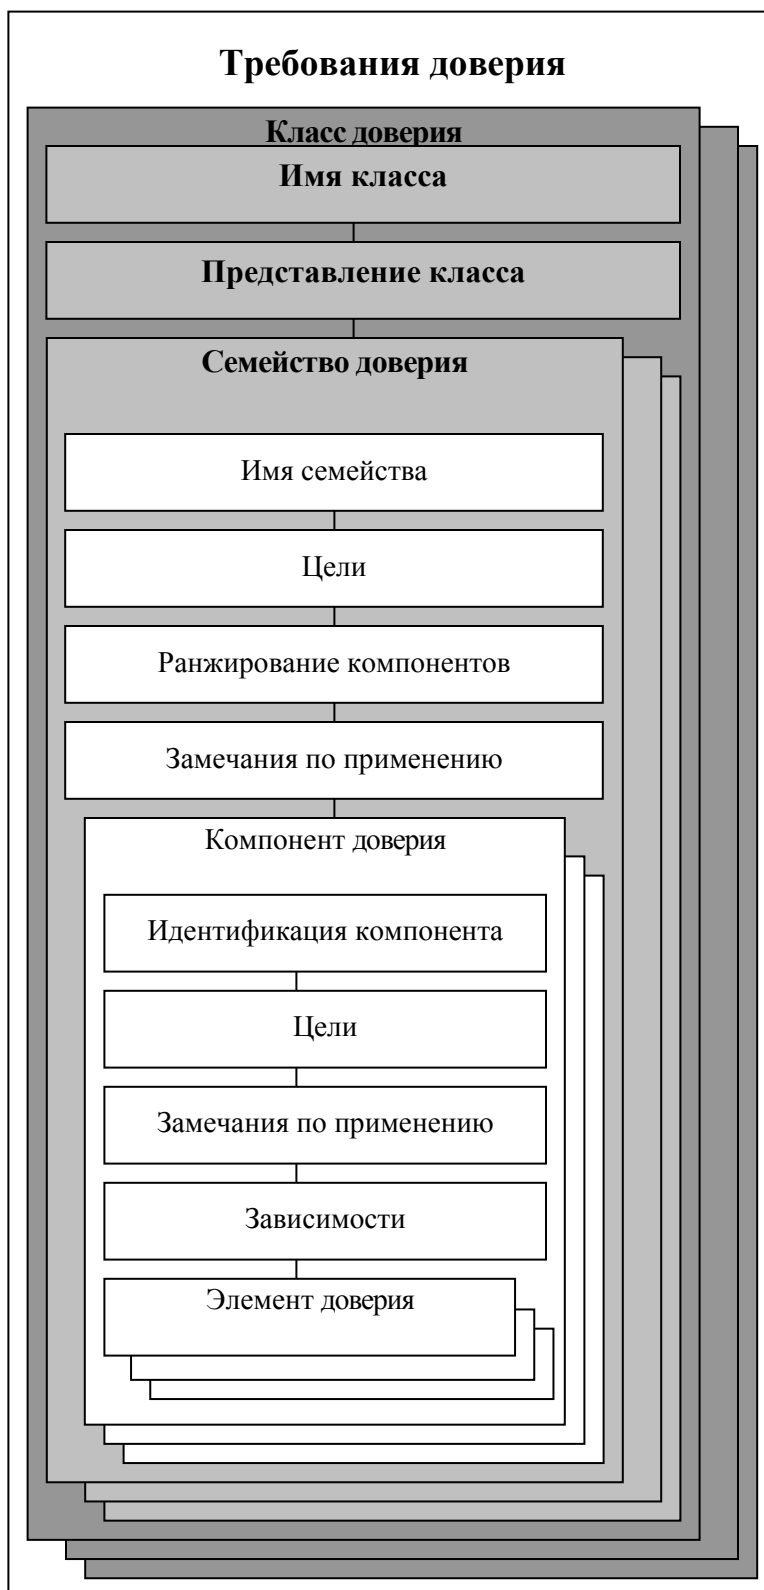 Требования доверия
Класс доверия
Имя класса
Представление класса
Семейство доверия
Имя семейства
Цели
Ранжирование компонентов
Замечания по применению
Компонент доверия
Идентификация компонента
Цели
Замечания по применению
Зависимости
Элемент доверия